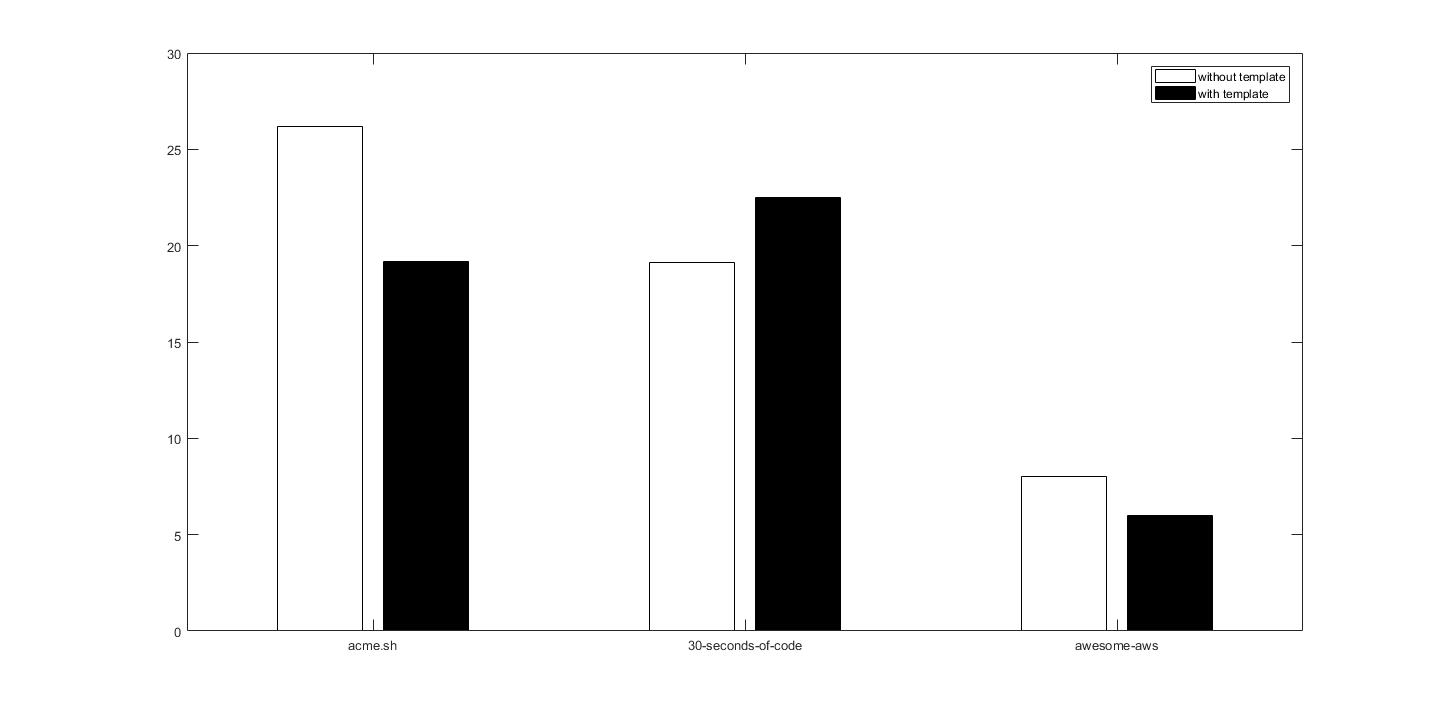 30
without template
with template
25
20
15
10
5
0
acme.sh
30-seconds-of-code
awesome-aws